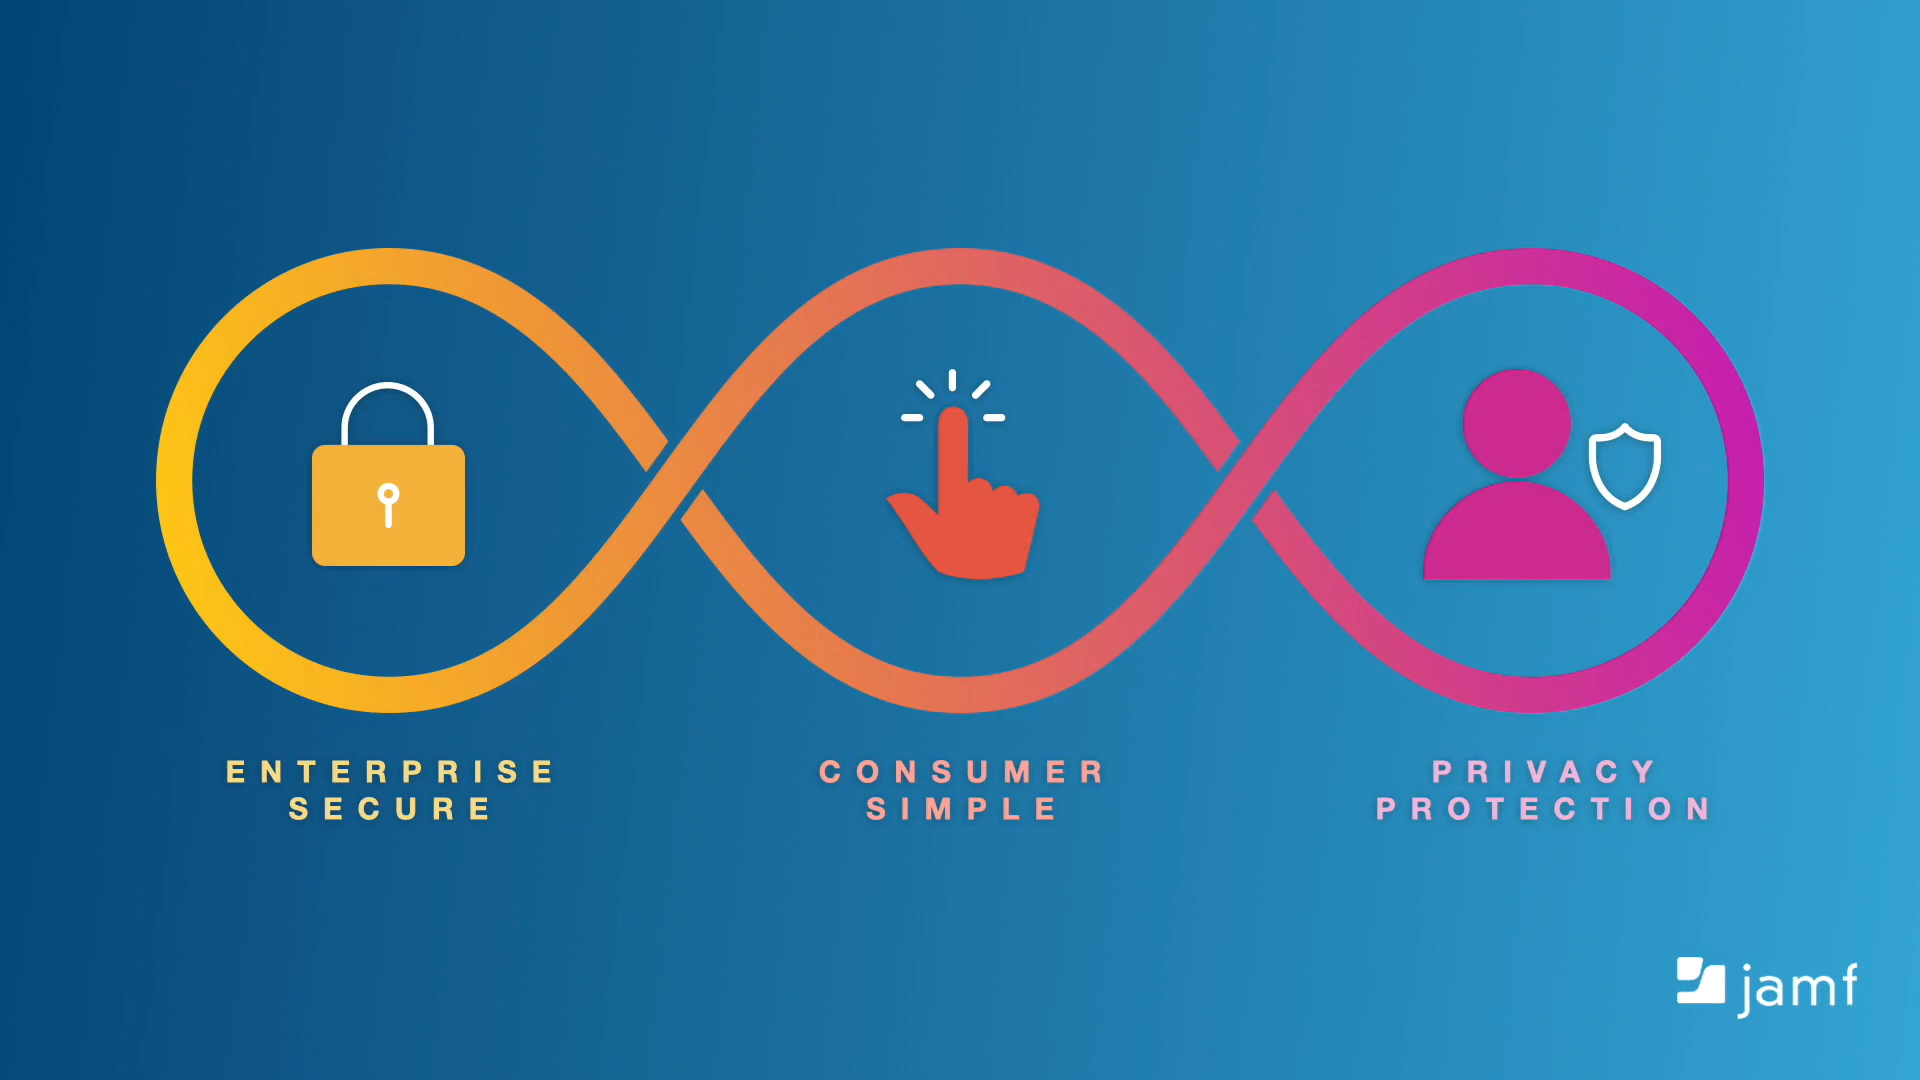 ENTERPRISE
SECURE
CONSUMER
SIMPLE
PRIVACY
PROTECTION
jamf